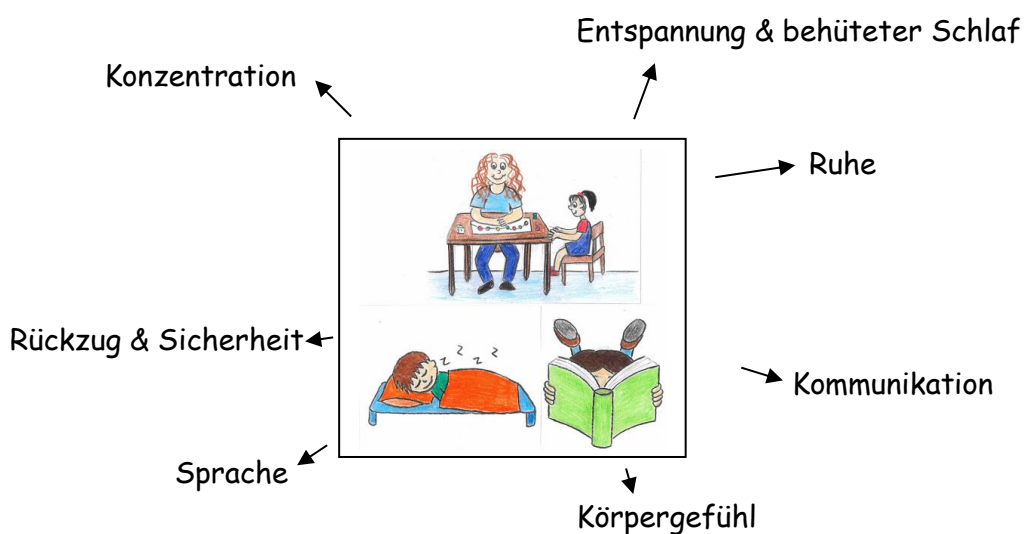 Entspannung & behüteter Schlaf
Konzentration
Ruhe
Rückzug & Sicherheit
Kommunikation
Sprache
Körpergefühl